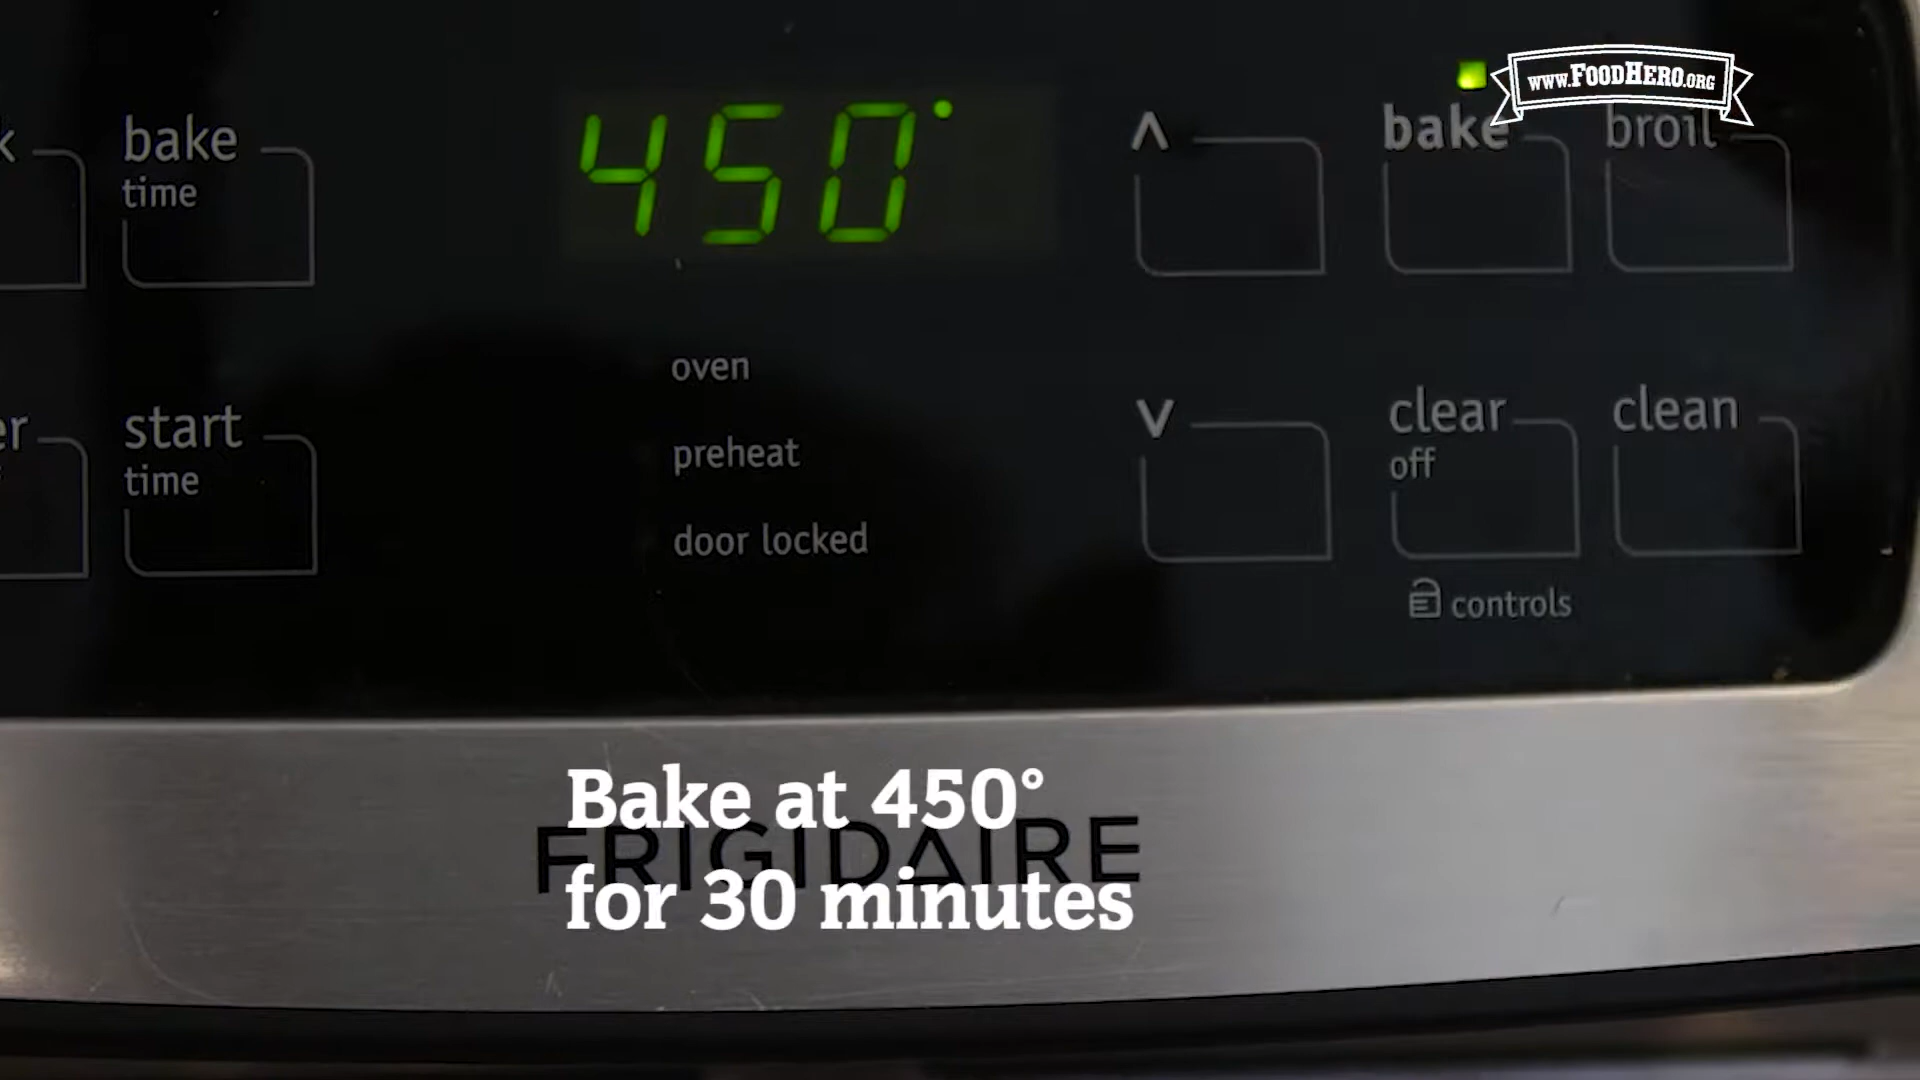 www.FoodHero.org
bake
time
450°
bake
broil
oven
preheat
door locked
start
time
clear
off
clean
controls
Bake at 450°
for 30 minutes
FRIGIDAIRE